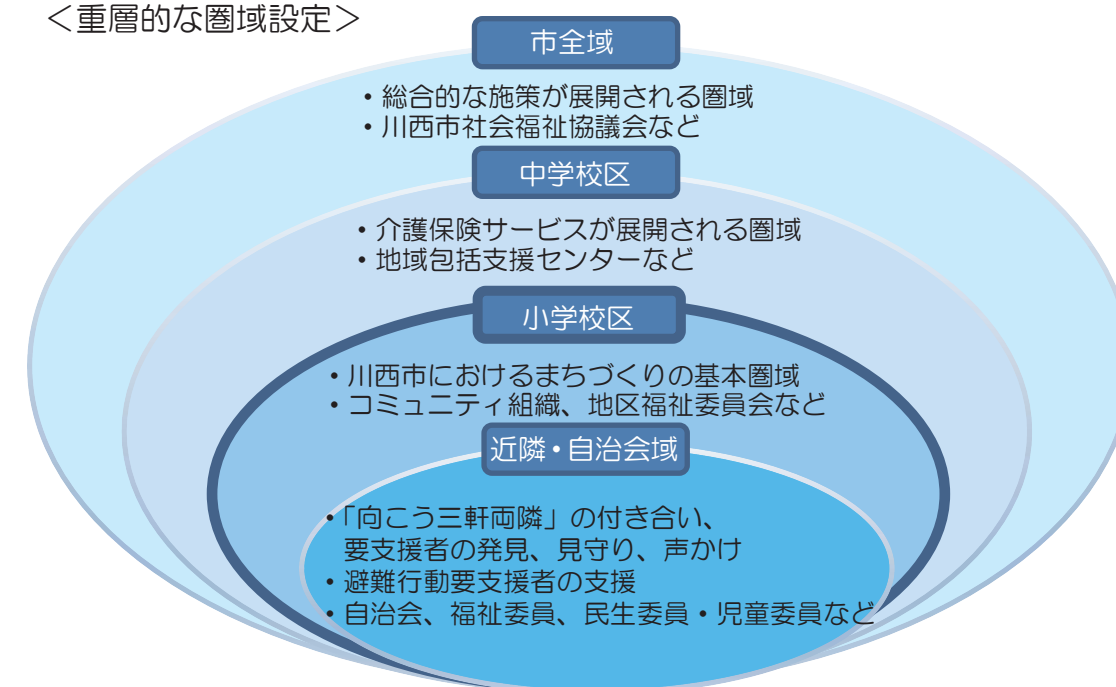 ＜重層的な圏域設定＞
市全域
・総合的な施策が展開される圏域
・川西市社会福祉協議会など
中学校区
・介護保険サービスが展開される圏域
・地域包括支援センターなど
小学校区
・川西市におけるまちづくりの基本圏域
・コミュニティ組織、地区福祉委員会など
近隣・自治会域
・「向こう三軒両隣」の付き合い、
要支援者の発見、見守り、声かけ
・避難行動要支援者の支援
・自治会、福祉委員、民生委員・児童委員など